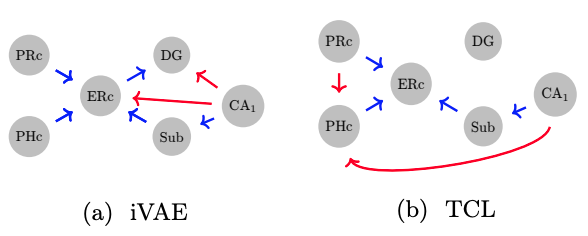 PRc
DG
ERc
CA1
PHc
Sub
(a) iVAE
PRc
DG
ERc
CA1
PHc
Sub
(b) TCL